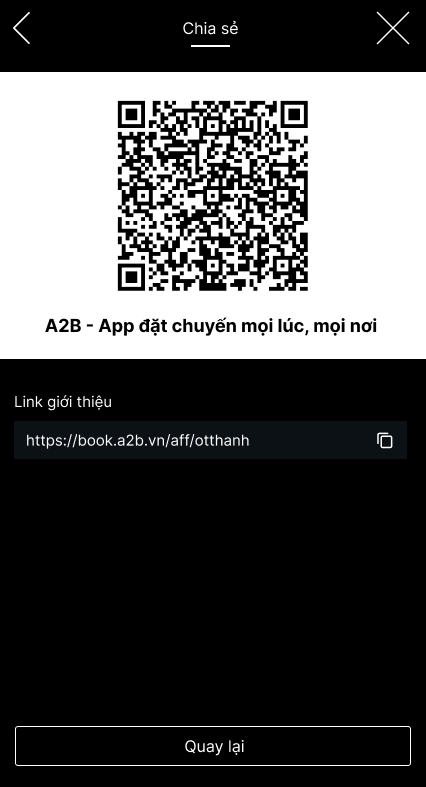 Chia sẻ
A2B - App đặt chuyến mọi lúc, mọi nơi
Link giới thiệu
https://book.a2b.vn/aff/otthanh
Quay lại